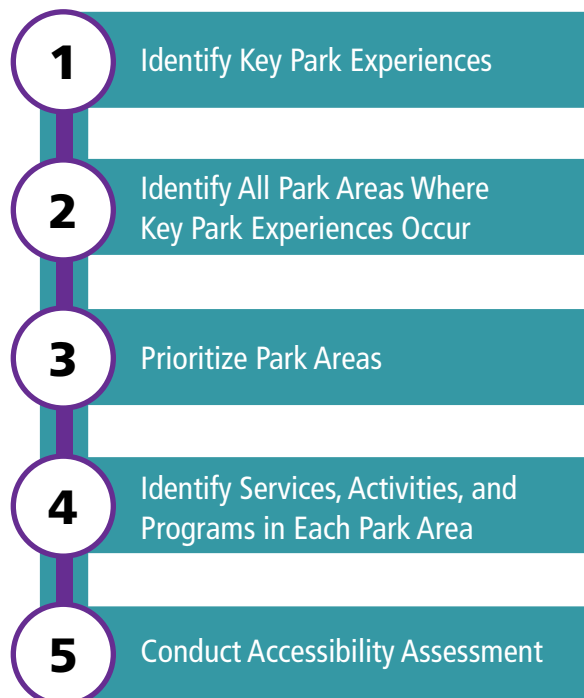 1
Identify Key Park Experiences
2
Identify All Park Areas Where
Key Park Experiences Occur
3
Prioritize Park Areas
4
Identify Services, Activities, and
Programs in Each Park Area
5
Conduct Accessibility Assessment